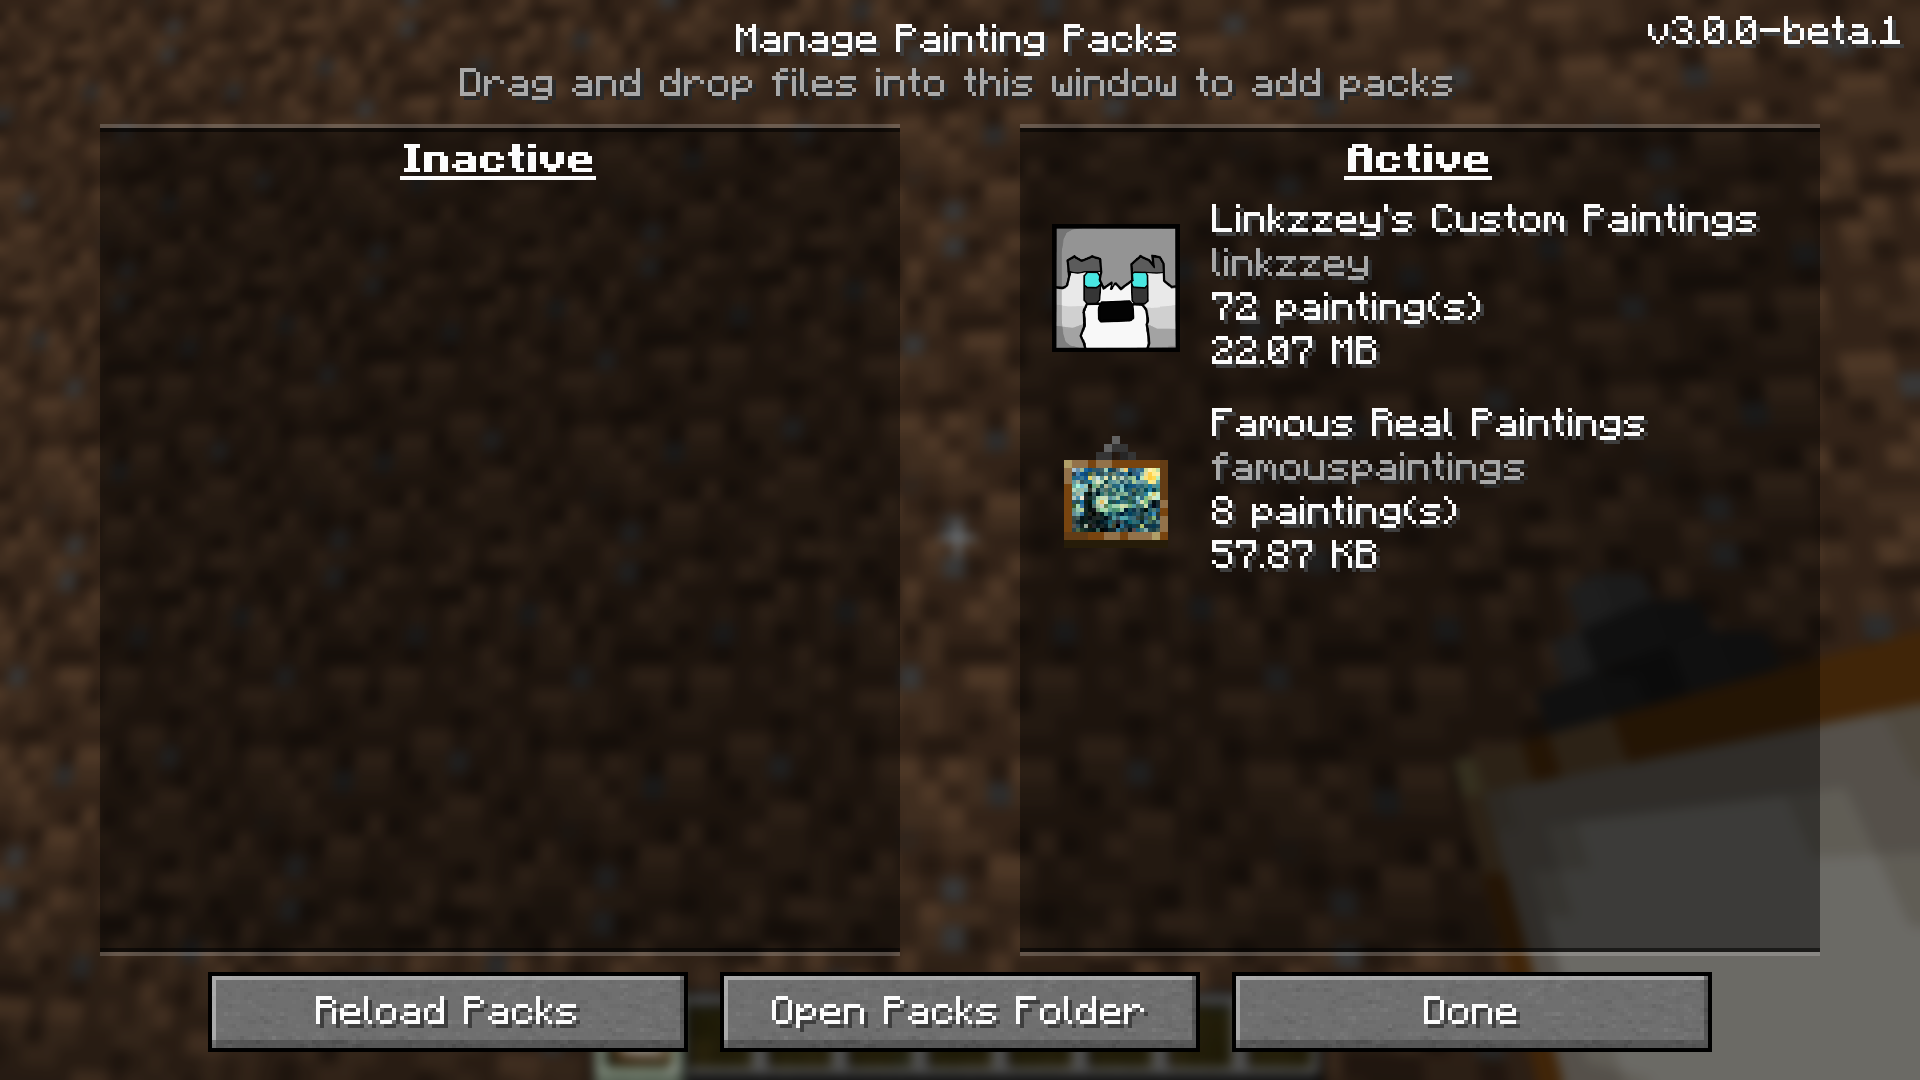 Manage Painting Packs
v3.0.0-beta.1
Drag and drop files into this window to add packs
Inactive
Active
Linkzzey's Custom Paintings
linkzzey
72 painting(s)
22.07 MB
Famous Real Paintings
famouspaintings
8 painting(s)
57.87 KB
Reload Packs
Open Packs Folder
Done